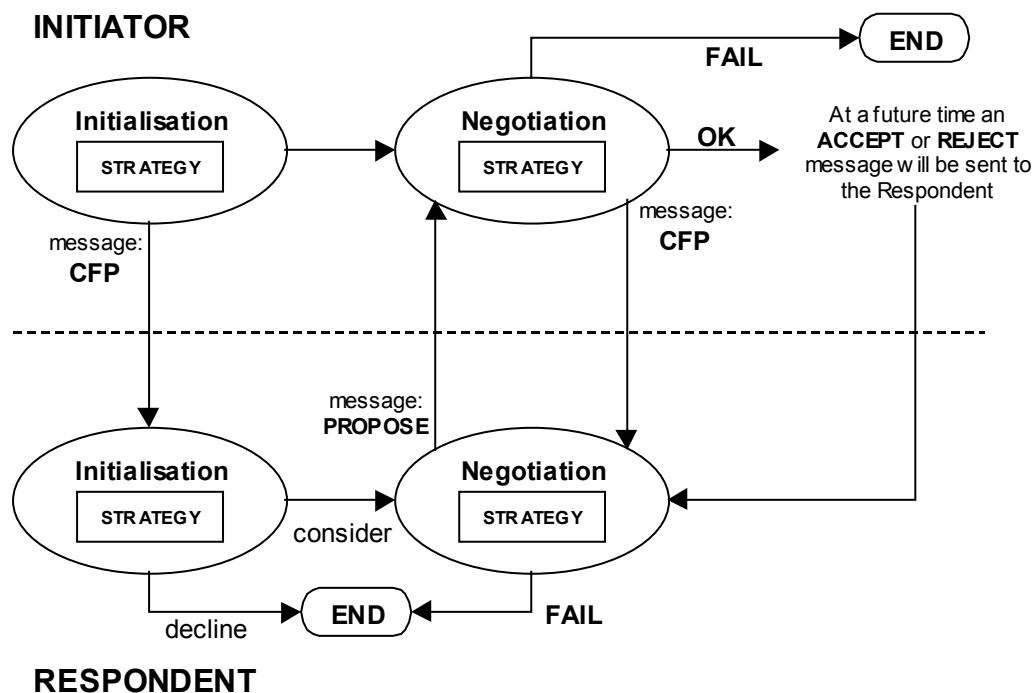 INITIATOR
END
FAIL
Initialisation
STRATEGY
Negotiation
STRATEGY
OK
At a future time an
ACCEPT or REJECT
message will be sent to
the Respondent
message:
CFP
message:
CFP
message:
PROPOSE
Initialisation
STRATEGY
consider
Negotiation
STRATEGY
decline
END
FAIL
RESPONDENT